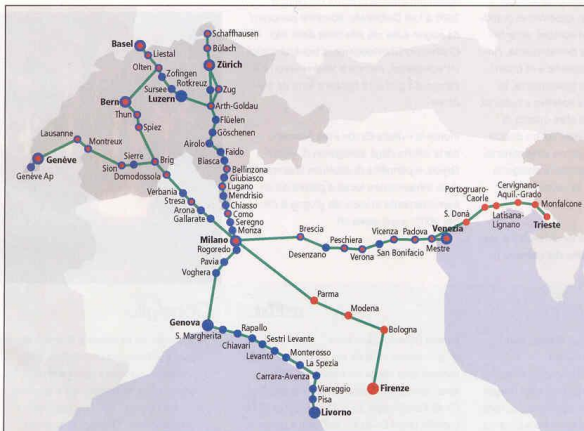 Schaffhausen
Bülach
Zürich
Basel
Liestal
Olten
Zofingen
Sursee
Rotkreuz
Luzern
Zug
Arth-Goldau
Bern
Thun
Spiez
Flüelen
Göschenen
Airolo
Faido
Biasca
Bellinzona
Giubiasco
Lugano
Mendrisio
Chiasso
Como
Seregno
Monza
Lausanne
Montreux
Genève
Genève Ap
Sion
Sierre
Brig
Domodossola
Verbania
Stresa
Arona
Gallarate
Milano
Rogoredo
Pavia
Voghera
Brescia
Desenzano
Peschiera
Verona
Vicenza
San Bonifacio
Padova
Venezia
Mestre
S. Donà
Portogruaro-
Caorle
Latisana-
Lignano
Cervignano-
Aquil.-Grado
Monfalcone
Trieste
Parma
Modena
Bologna
Firenze
Genova
S. Margherita
Rapallo
Chiavari
Sestri Levante
Levanto
Monterosso
La Spezia
Carrara-Avenza
Viareggio
Pisa
Livorno